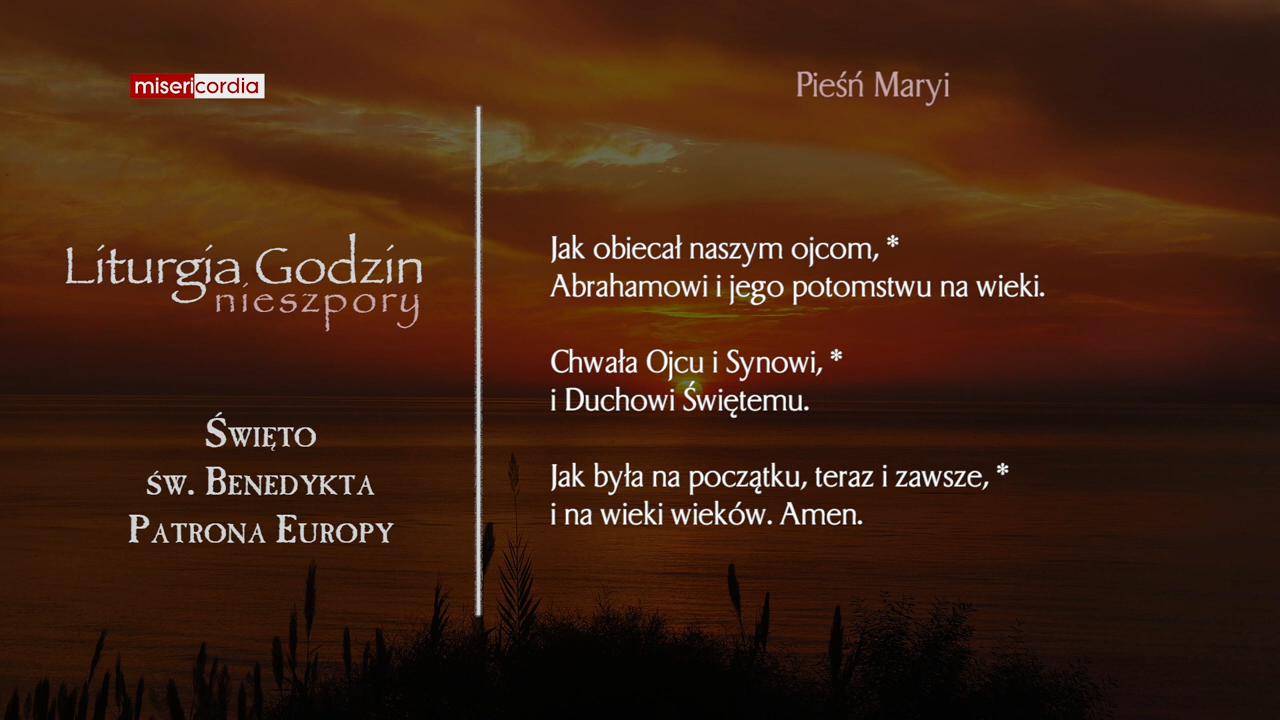 misericordia
Liturgia Godzin
nieszpory
Święto
św. Benedykta
Patrona Europy
Pieśń Maryi
Jak obiecał naszym ojcom, *
Abrahamowi i jego potomstwu na wieki.
Chwała Ojcu i Synowi, *
i Duchowi Świętemu.
Jak była na początku, teraz i zawsze, *
i na wieki wieków. Amen.